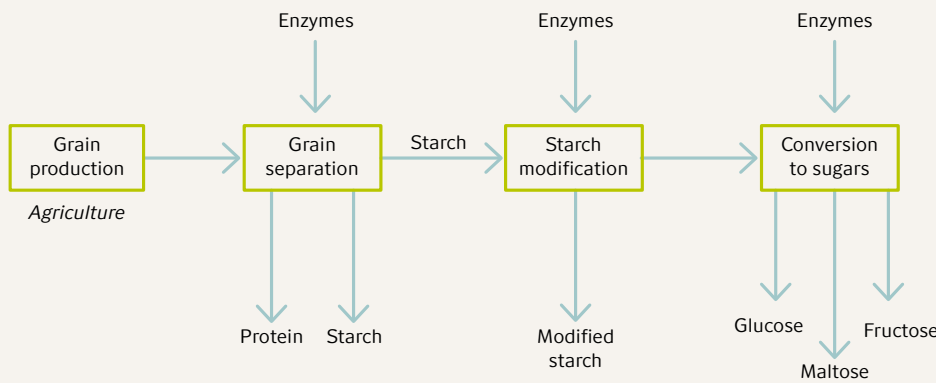 Enzymes
Enzymes
Enzymes
Grain
production
Grain
separation
Starch
Starch
modification
Conversion
to sugars
Agriculture
Protein
Starch
Modified
starch
Glucose
Maltose
Fructose